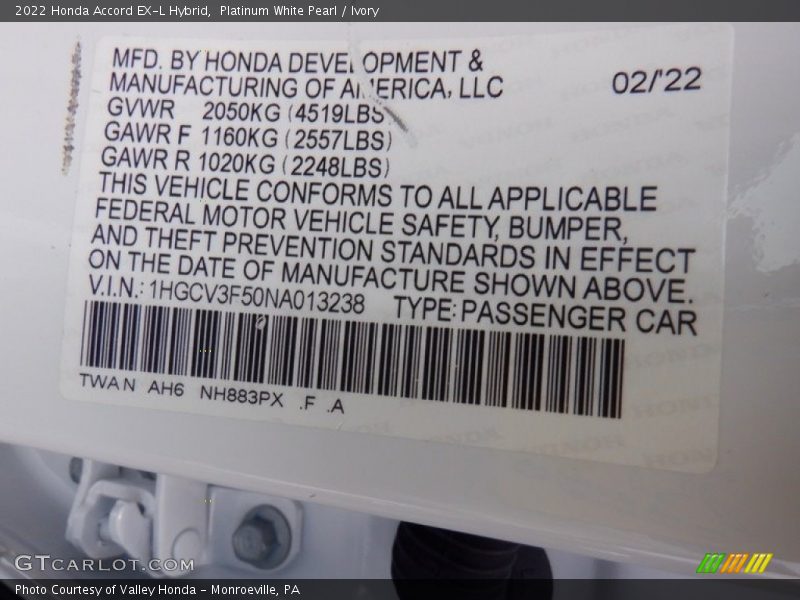 2022 Honda Accord EX-L Hybrid,  Platinum White Pearl / Ivory
MFD. BY HONDA DEVELOPMENT &
MANUFACTURING OF AMERICA, LLC 02/'22
GVWR 2050KG (4519LBS)
GAWR F 1160KG (2557LBS)
GAWR R 1020KG (2248LBS)
THIS VEHICLE CONFORMS TO ALL APPLICABLE
FEDERAL MOTOR VEHICLE SAFETY, BUMPER,
AND THEFT PREVENTION STANDARDS IN EFFECT
ON THE DATE OF MANUFACTURE SHOWN ABOVE.
V.I.N.: 1HGCV3F50NA013238 TYPE: PASSENGER CAR
TWAN AH6 NH883PX .F .A
GTCARLOT.COM
Photo Courtesy of Valley Honda - Monroeville, PA